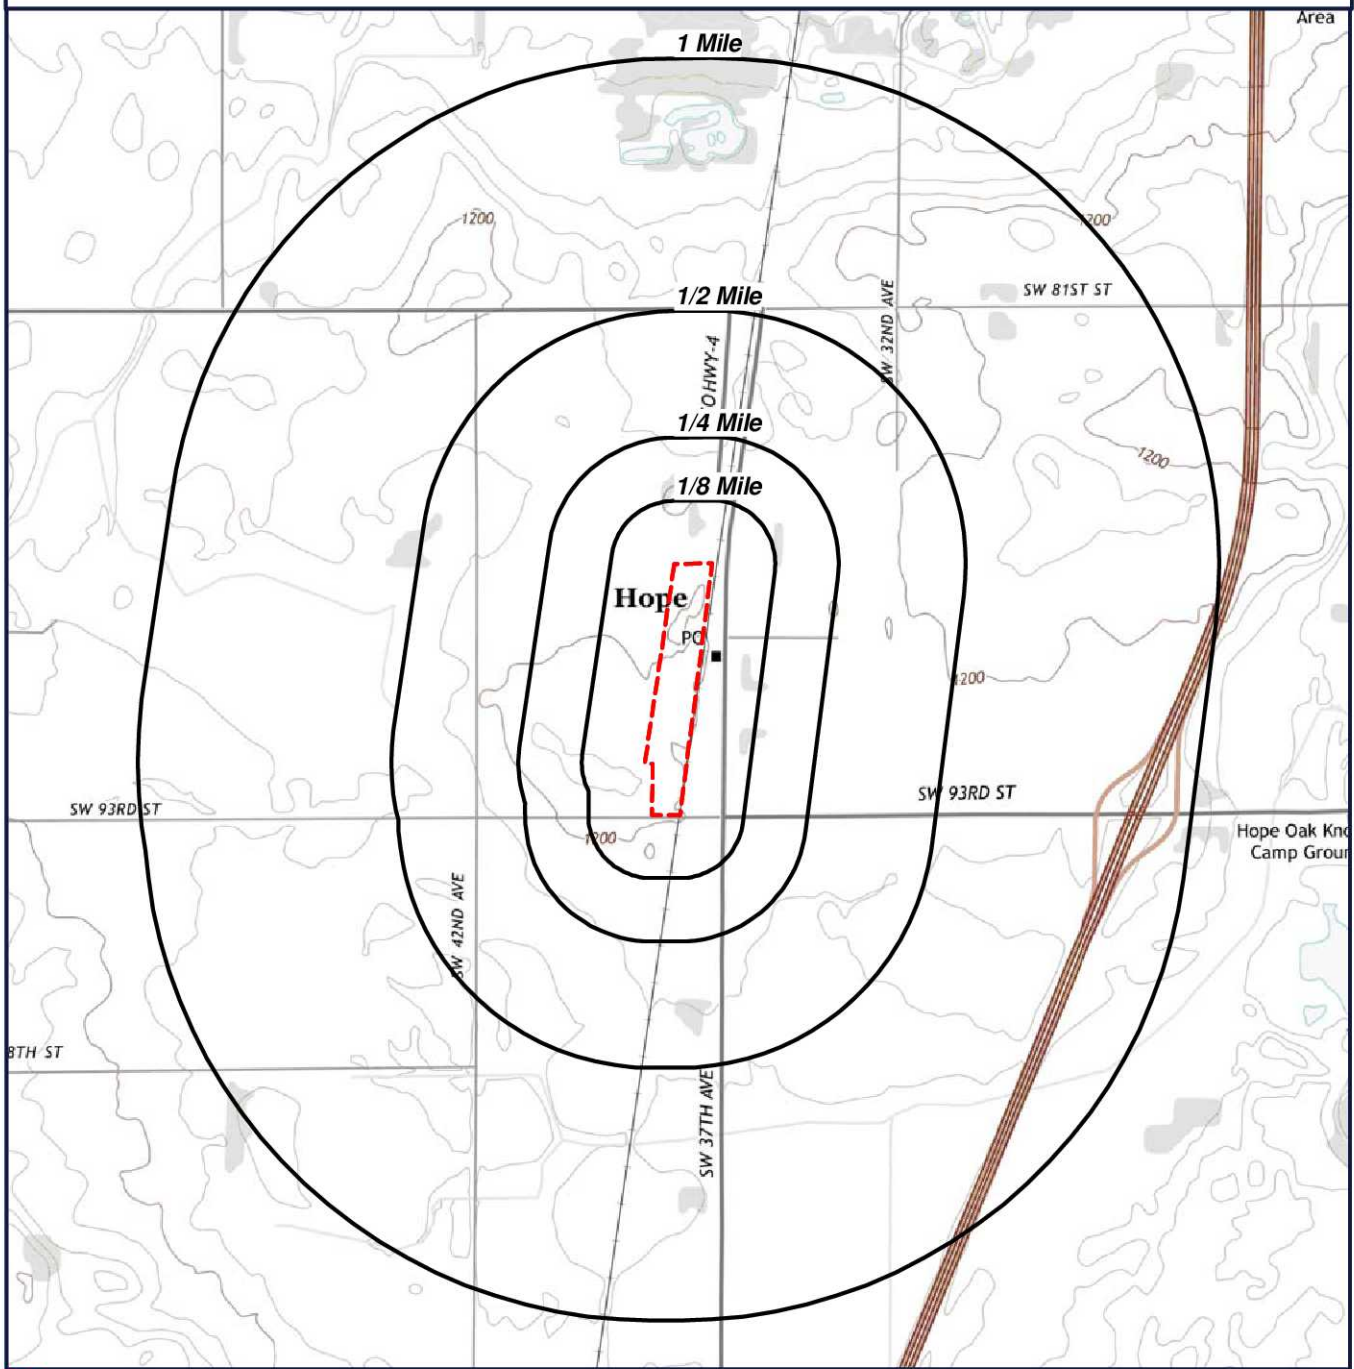 Area
1 Mile
1200
1200
SW 81ST ST
1/2 Mile
SW 32ND AVE
OHWY-4
1/4 Mile
1200
1/8 Mile
Hope
PO
1200
SW 93RD ST
SW 93RD ST
Hope Oak Kno
Camp Groun
1200
SW 42ND AVE
8TH ST
SW 37TH AVE